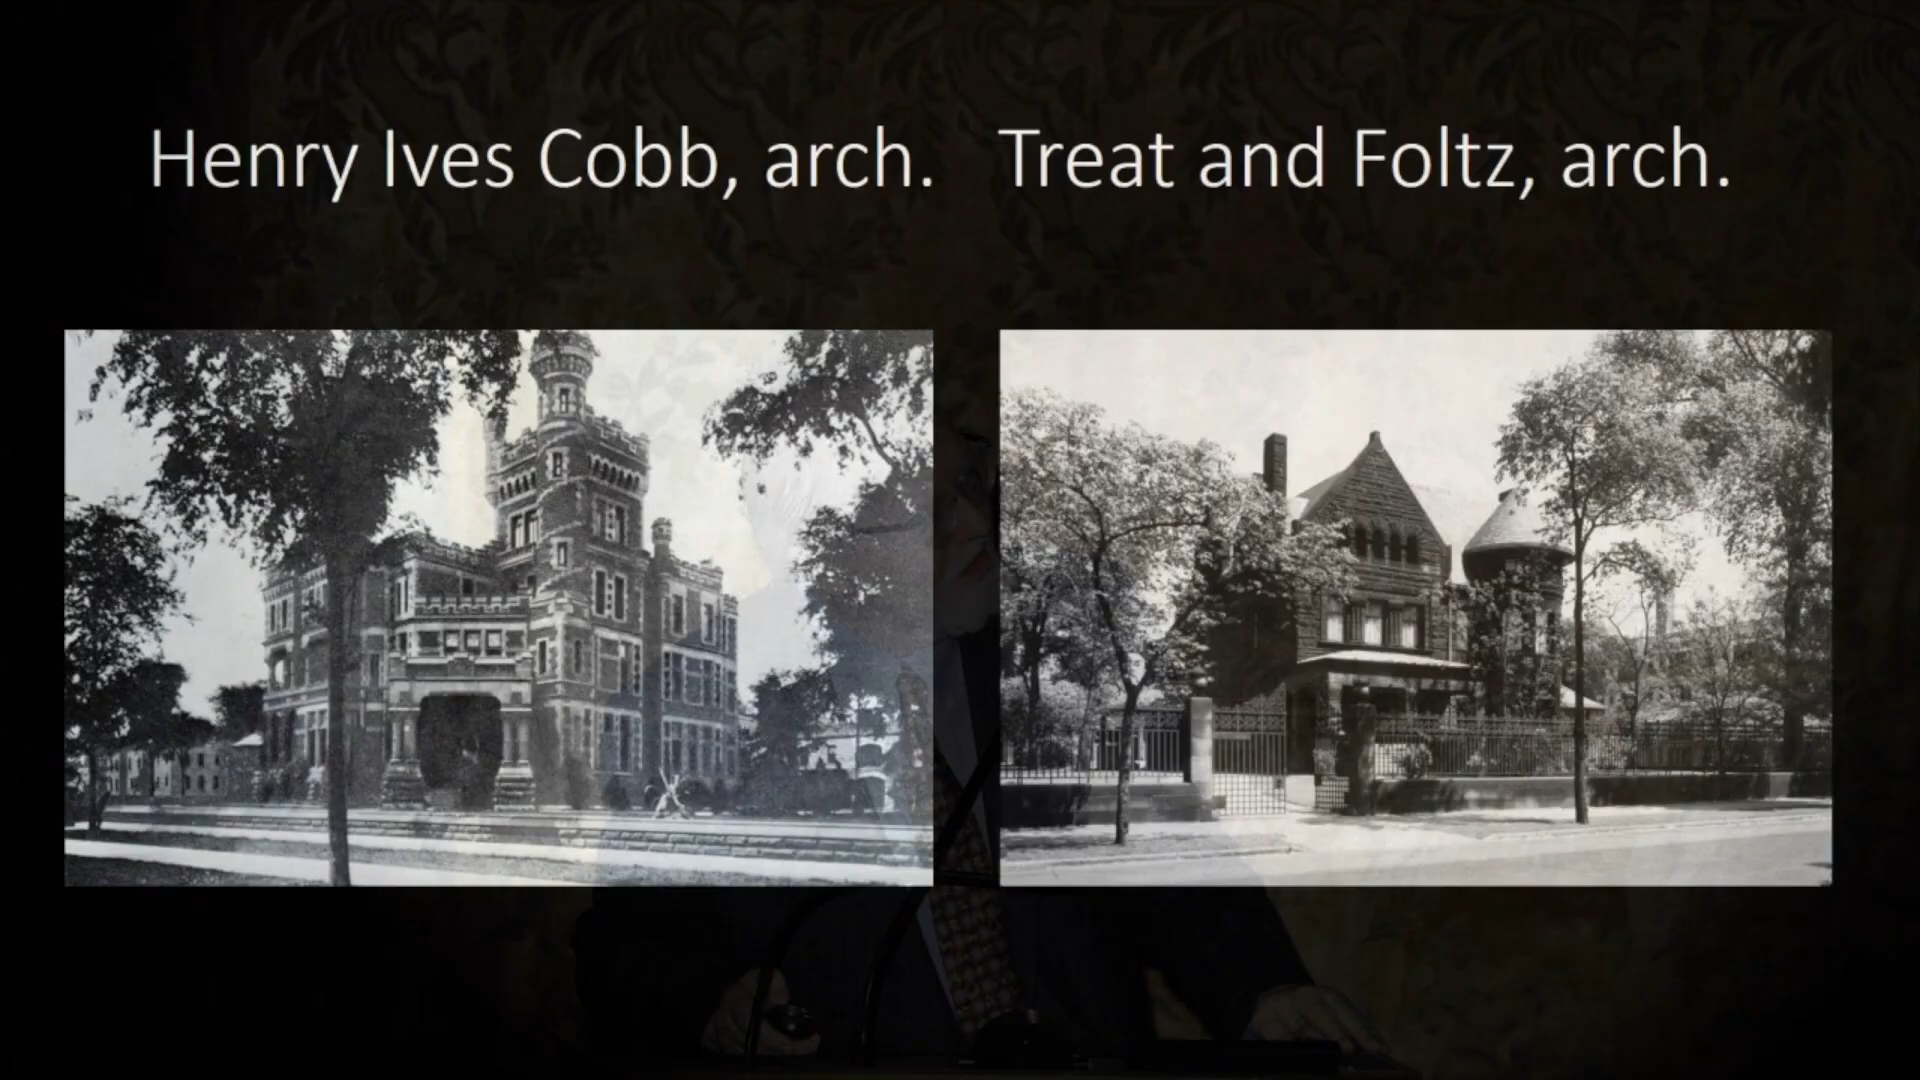 Henry Ives Cobb, arch. Treat and Foltz, arch.